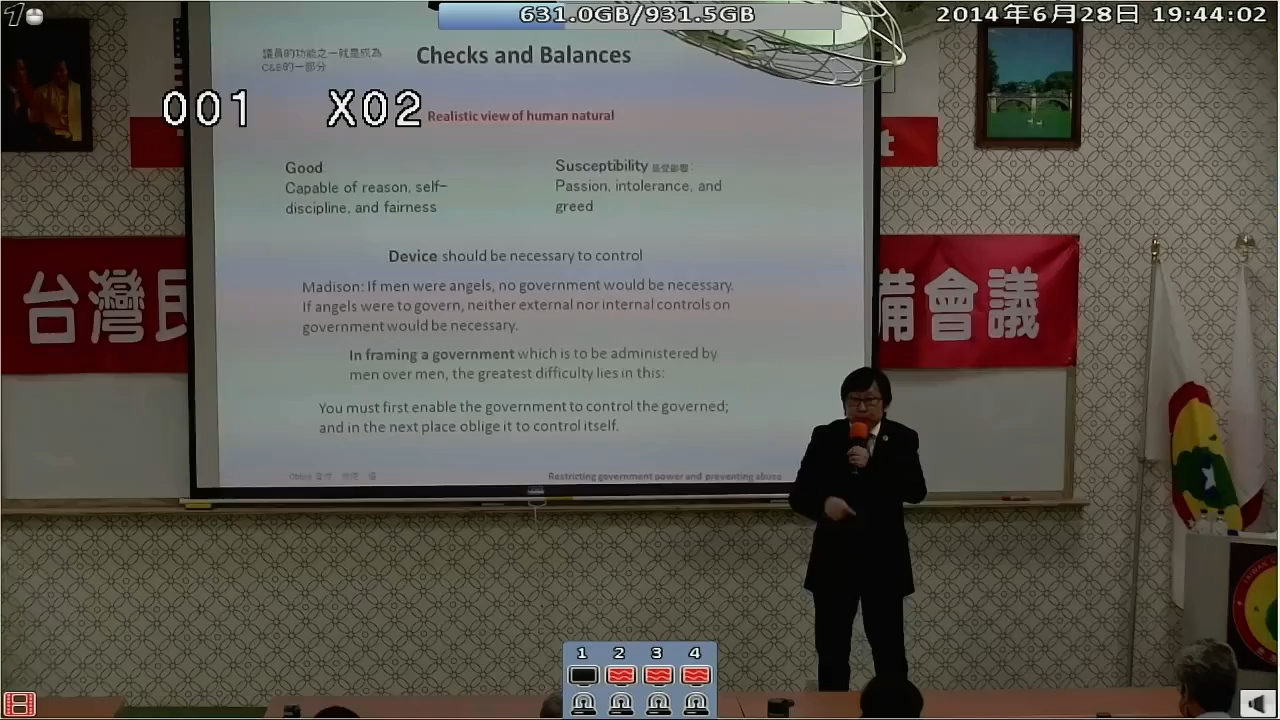 631.0GB/931.5GB
2014年6月28日 19:44:02
議員的功能之一就是成為
C&B的一部分
Checks and Balances
001 X02
Realistic view of human natural
Good
Capable of reason, self-
discipline, and fairness
Susceptibility
Passion, intolerance, and
greed
Device should be necessary to control
Madison: If men were angels, no government would be necessary.
If angels were to govern, neither external nor internal controls on
government would be necessary.
In framing a government which is to be administered by
men over men, the greatest difficulty lies in this:
You must first enable the government to control the governed;
and in the next place oblige it to control itself.
Restricting government power and preventing abuse
台灣民
備會議
t
1 2 3 4